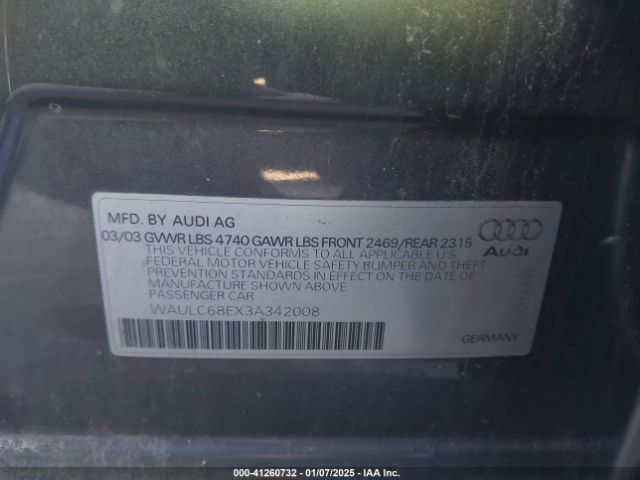 MFD. BY AUDI AG
03/03 GVWR LBS 4740 GAWR LBS FRONT 2469/REAR 2315
THIS VEHICLE CONFORMS TO ALL APPLICABLE U.S.
FEDERAL MOTOR VEHICLE SAFETY BUMPER AND THEFT
PREVENTION STANDARDS IN EFFECT ON THE DATE OF
MANUFACTURE SHOWN ABOVE
PASSENGER CAR
WAULC68EX3A342008
Audi
GERMANY
000-41260732 — 01/07/2025 — IAA Inc.